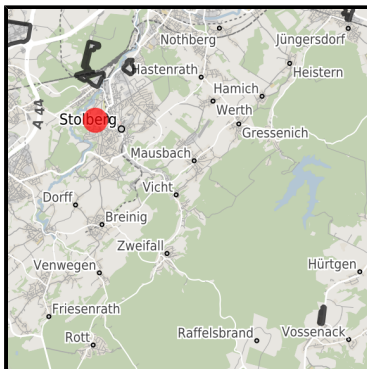 Nothberg
Jüngersdorf
Hastenrath
Heistern
Hamich
A 44
Werth
Stolberg
Gressenich
Mausbach
Vicht
Dorff
Breinig
Zweifall
Venwegen
Hürtgen
Friesenrath
Raffelsbrand
Vossenack
Rott